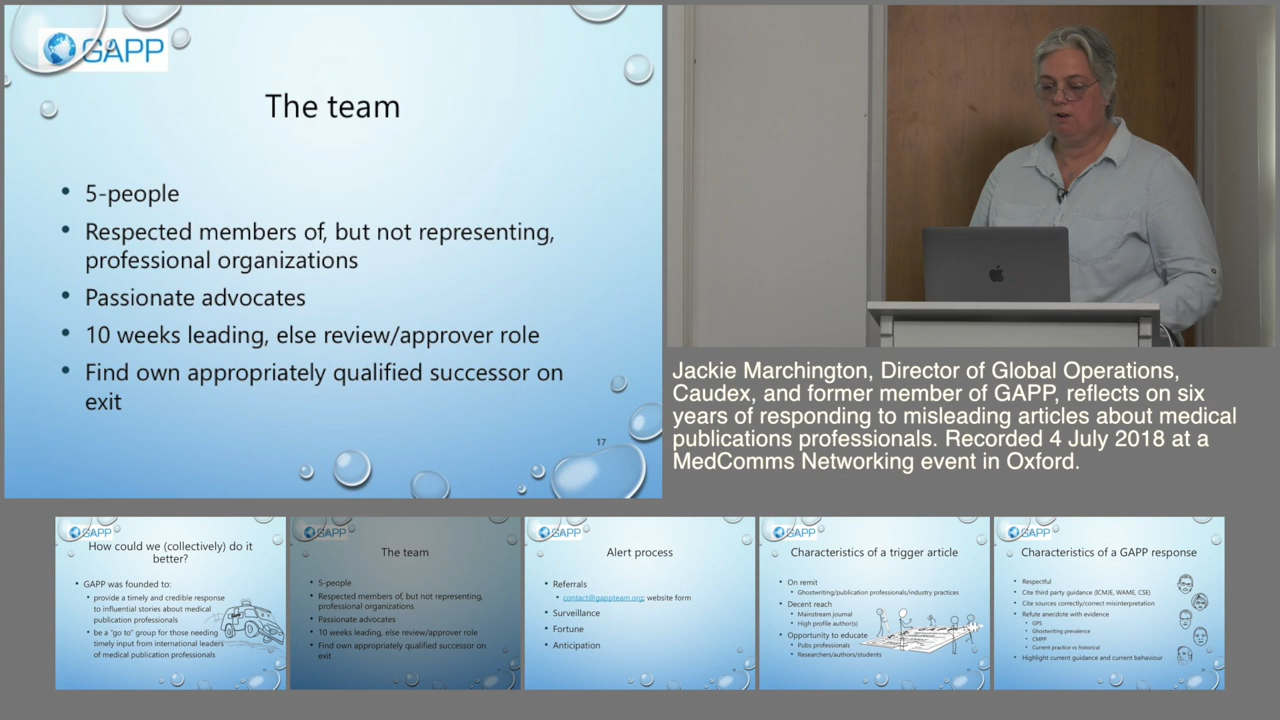 GAPP
The team
• 5-people
• Respected members of, but not representing,
professional organizations
• Passionate advocates
• 10 weeks leading, else review/approver role
• Find own appropriately qualified successor on
exit
17
Jackie Marchington, Director of Global Operations,
Caudex, and former member of GAPP, reflects on six
years of responding to misleading articles about medical
publications professionals. Recorded 4 July 2018 at a
MedComms Networking event in Oxford.
GAPP
How could we (collectively) do it
better?
• GAPP was founded to:
• provide a timely and credible response
to influential stories about medical
publication professionals
• be a "go to" group for those needing
timely input from international leaders
of medical publication professionals
GAPP
The team
• 5-people
• Respected members of, but not representing,
professional organizations
• Passionate advocates
• 10 weeks leading, else review/approver role
• Find own appropriately qualified successor on
exit
GAPP
Alert process
• Referrals
• contact@gappteam.org; website form
• Surveillance
• Fortune
• Anticipation
GAPP
Characteristics of a trigger article
• On remit
• Ghostwriting/publication professionals/industry practices
• Decent reach
• Mainstream journal
• High profile author(s)
• Opportunity to educate
• Pubs professionals
• Researchers/authors/students
GAPP
Characteristics of a GAPP response
• Respectful
• Cite third party guidance (ICMJE, WAME, CSE)
• Cite sources correctly/correct misinterpretation
• Refute anecdote with evidence
• GPS
• Ghostwriting prevalence
• CMPP
• Current practice vs historical
• Highlight current guidance and current behaviour